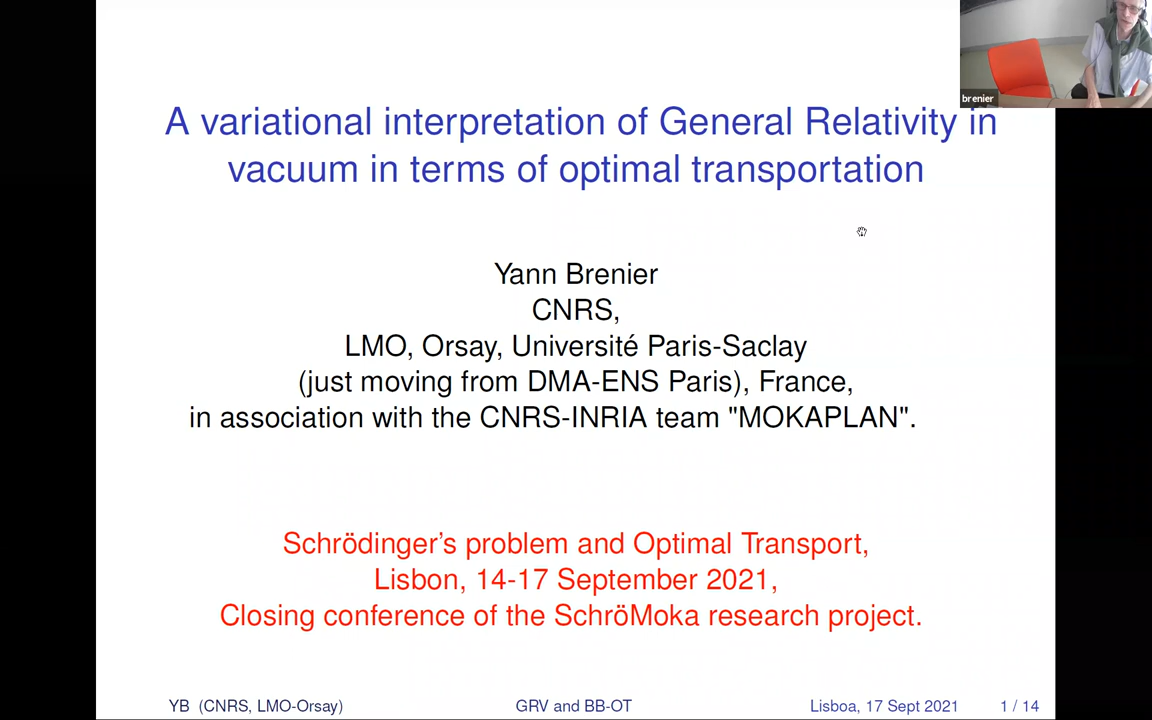 brenier
A variational interpretation of General Relativity in
vacuum in terms of optimal transportation
Yann Brenier
CNRS,
LMO, Orsay, Université Paris-Saclay
(just moving from DMA-ENS Paris), France,
in association with the CNRS-INRIA team "MOKAPLAN".
Schrödinger's problem and Optimal Transport,
Lisbon, 14-17 September 2021,
Closing conference of the SchröMoka research project.
YB (CNRS, LMO-Orsay) GRV and BB-OT Lisboa, 17 Sept 2021 1 / 14